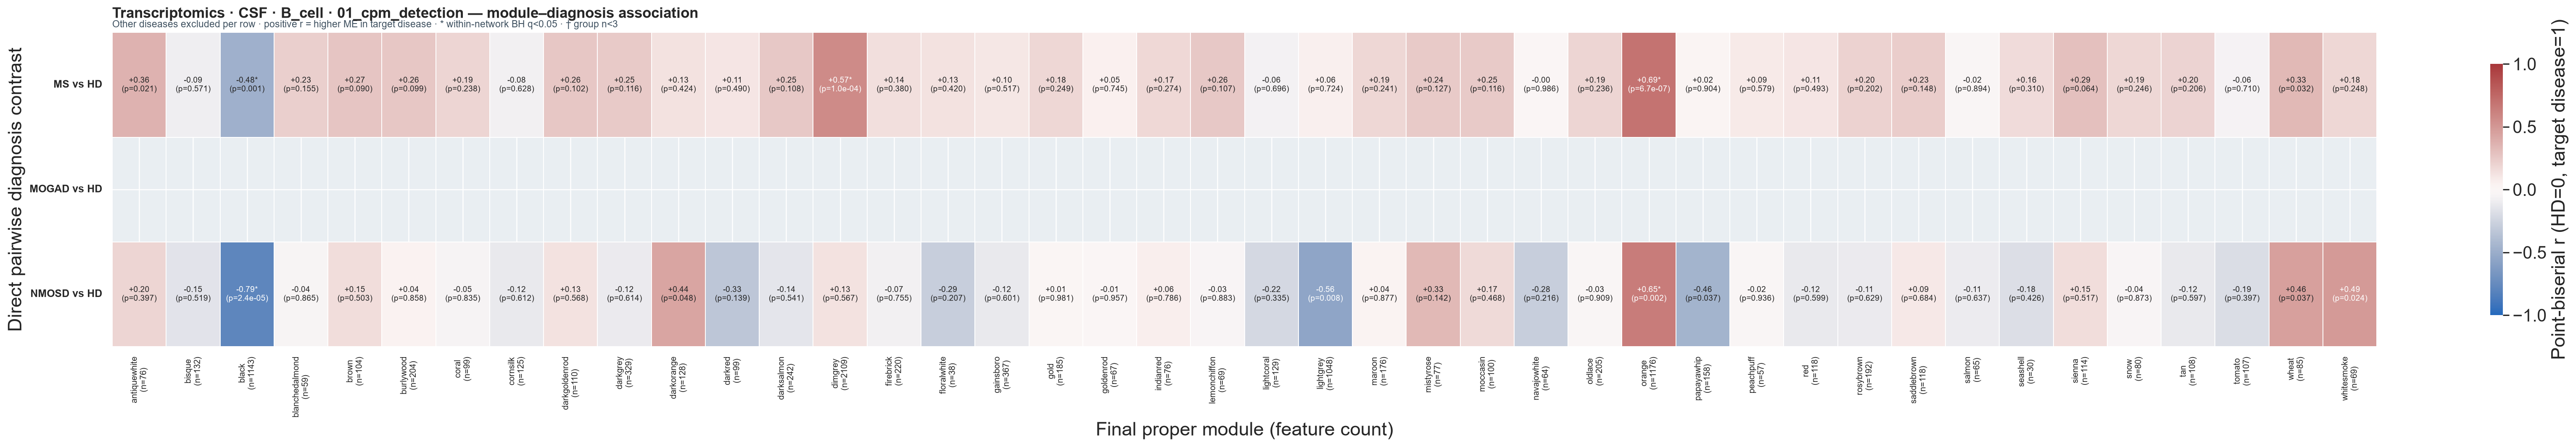 Transcriptomics · CSF · B_cell · 01_cpm_detection — module–diagnosis association
Other diseases excluded per row · positive r = higher ME in target disease · * within-network BH q<0.05 · † group n<3
Direct pairwise diagnosis contrast
MS vs HD
+0.36 (p=0.021)
-0.09 (p=0.571)
-0.48* (p=0.001)
+0.23 (p=0.155)
+0.27 (p=0.090)
+0.26 (p=0.099)
+0.19 (p=0.238)
-0.08 (p=0.628)
+0.26 (p=0.102)
+0.25 (p=0.116)
+0.13 (p=0.424)
+0.11 (p=0.490)
+0.25 (p=0.108)
+0.57* (p=1.0e-04)
+0.14 (p=0.380)
+0.13 (p=0.420)
+0.10 (p=0.517)
+0.18 (p=0.249)
+0.05 (p=0.745)
+0.17 (p=0.274)
+0.26 (p=0.107)
-0.06 (p=0.696)
+0.06 (p=0.724)
+0.19 (p=0.241)
+0.24 (p=0.127)
+0.25 (p=0.116)
-0.00 (p=0.986)
+0.19 (p=0.236)
+0.69* (p=6.7e-07)
+0.02 (p=0.904)
+0.09 (p=0.579)
+0.11 (p=0.493)
+0.20 (p=0.202)
+0.23 (p=0.148)
-0.02 (p=0.894)
+0.16 (p=0.310)
+0.29 (p=0.064)
+0.19 (p=0.246)
+0.20 (p=0.206)
-0.06 (p=0.710)
+0.33 (p=0.032)
+0.18 (p=0.248)
MOGAD vs HD
NMOSD vs HD
+0.20 (p=0.397)
-0.15 (p=0.519)
-0.79* (p=2.4e-05)
-0.04 (p=0.865)
+0.15 (p=0.503)
+0.04 (p=0.858)
-0.05 (p=0.835)
-0.12 (p=0.612)
+0.13 (p=0.568)
-0.12 (p=0.614)
+0.44 (p=0.048)
-0.33 (p=0.139)
-0.14 (p=0.541)
+0.13 (p=0.567)
-0.07 (p=0.755)
-0.29 (p=0.207)
-0.12 (p=0.601)
+0.01 (p=0.981)
-0.01 (p=0.957)
+0.06 (p=0.786)
-0.03 (p=0.883)
-0.22 (p=0.335)
-0.56 (p=0.008)
+0.04 (p=0.877)
+0.33 (p=0.142)
+0.17 (p=0.468)
-0.28 (p=0.216)
-0.03 (p=0.909)
+0.65* (p=0.002)
-0.46 (p=0.037)
-0.02 (p=0.936)
-0.12 (p=0.599)
-0.11 (p=0.629)
+0.09 (p=0.684)
-0.11 (p=0.637)
-0.18 (p=0.426)
+0.15 (p=0.517)
-0.04 (p=0.873)
-0.12 (p=0.597)
-0.19 (p=0.397)
+0.46 (p=0.037)
+0.49 (p=0.024)
antiquewhite (n=76)
bisque (n=132)
black (n=1143)
blanchedalmond (n=59)
brown (n=104)
burlywood (n=204)
coral (n=99)
cornsilk (n=125)
darkgoldenrod (n=110)
darkgrey (n=329)
darkorange (n=128)
darkred (n=99)
darksalmon (n=242)
dimgrey (n=2109)
firebrick (n=220)
floralwhite (n=38)
gainsboro (n=367)
gold (n=185)
goldenrod (n=67)
indianred (n=76)
lemonchiffon (n=69)
lightcoral (n=129)
lightgrey (n=1048)
maroon (n=176)
mistyrose (n=77)
moccasin (n=100)
navajowhite (n=64)
oldlace (n=205)
orange (n=1176)
papayawhip (n=158)
peachpuff (n=57)
red (n=118)
rosybrown (n=192)
saddlebrown (n=118)
salmon (n=65)
seashell (n=30)
sienna (n=114)
snow (n=80)
tan (n=108)
tomato (n=107)
wheat (n=85)
whitesmoke (n=69)
Final proper module (feature count)
1.0
0.5
0.0
−0.5
−1.0
Point-biserial r (HD=0, target disease=1)